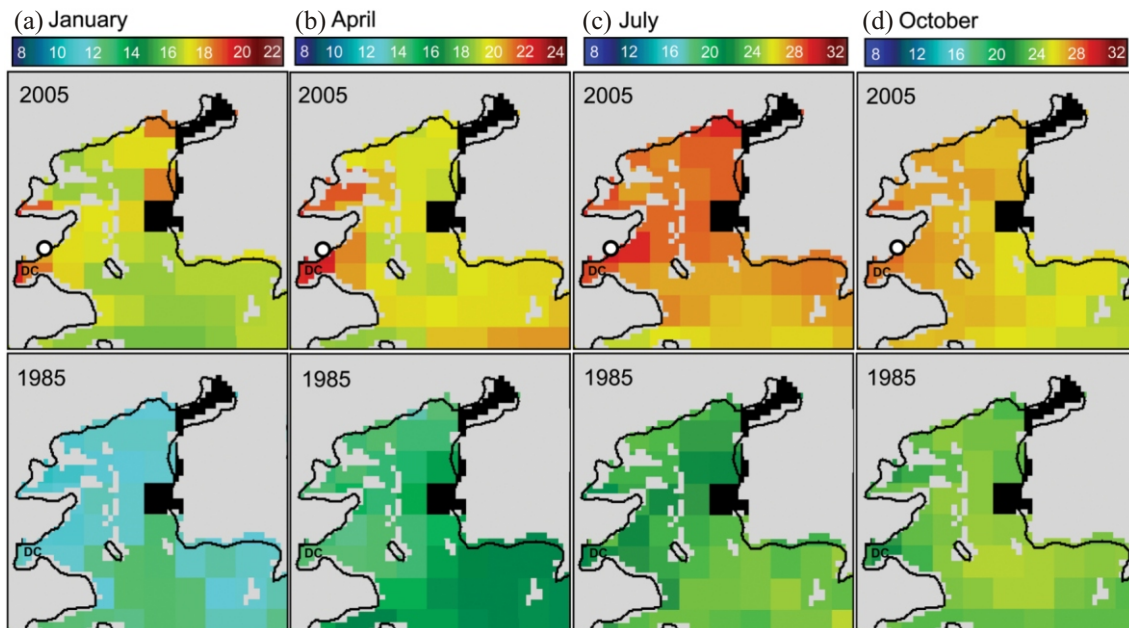 (a) January (b) April (c) July (d) October
8 10 12 14 16 18 20 22 8 10 12 14 16 18 20 22 24 8 12 16 20 24 28 32 8 12 16 20 24 28 32
2005 2005 2005 2005
DC DC DC DC
1985 1985 1985 1985
DC DC DC DC